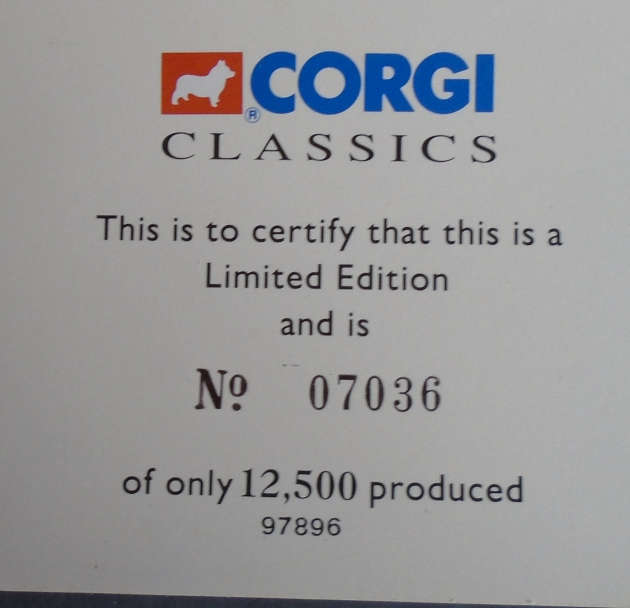 CORGI
®
CLASSICS
This is to certify that this is a
Limited Edition
and is
Nº 07036
of only 12,500 produced
97896